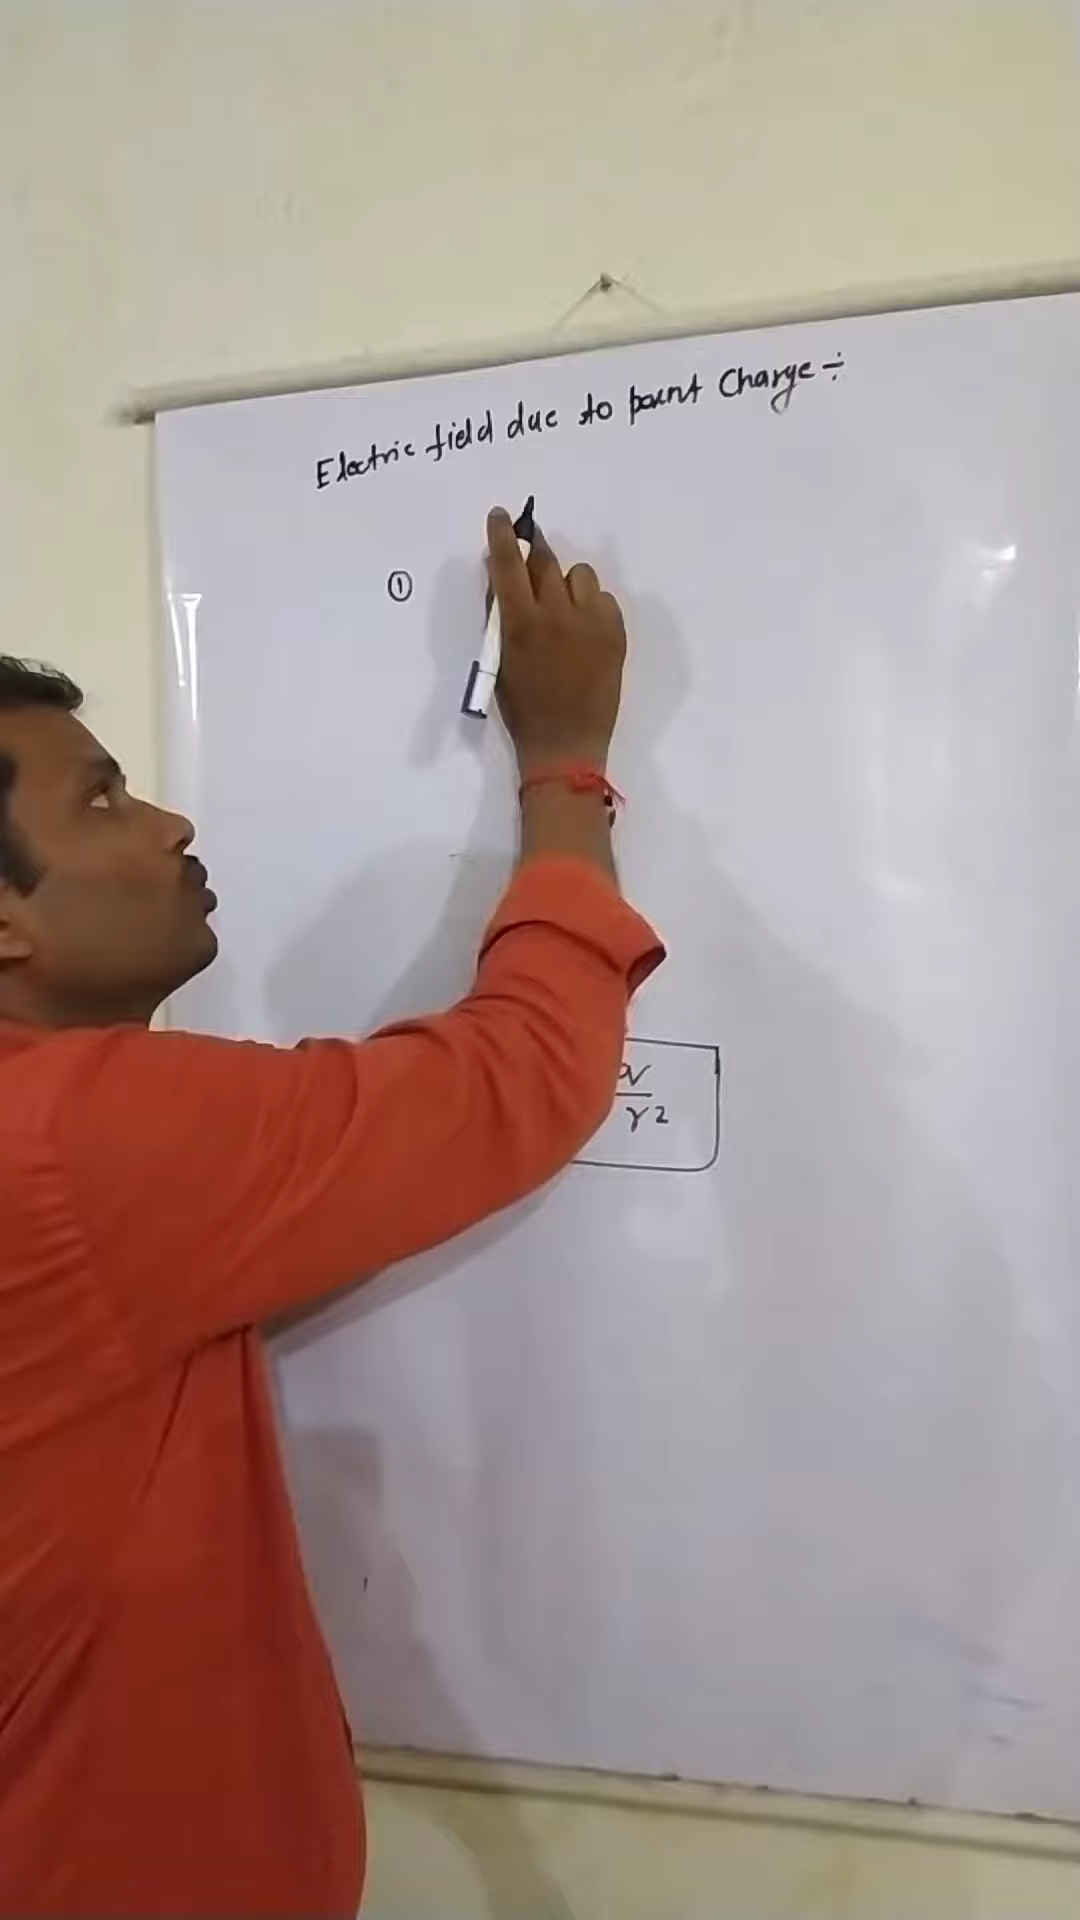 Electric field due to point Charge ÷
①
q
r2